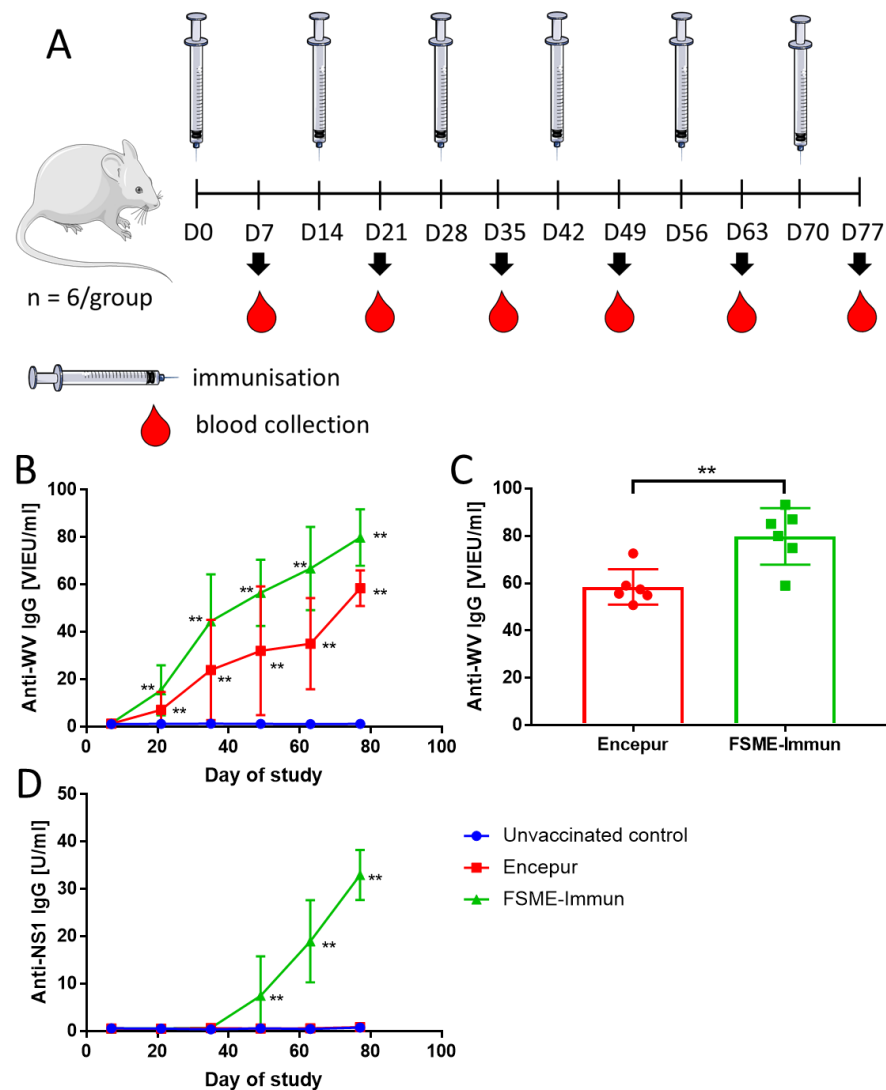 A
D0 D7 D14 D21 D28 D35 D42 D49 D56 D63 D70 D77
n = 6/group
immunisation
blood collection
B
Anti-WV IgG [VIEU/ml]
100
80
60
40
20
0
** ** ** ** **
** ** ** ** **
0 20 40 60 80 100
Day of study
C
**
Anti-WV IgG [VIEU/ml]
100
80
60
40
20
0
Encepur FSME-Immun
D
Anti-NS1 IgG [U/ml]
50
40
30
20
10
0
** ** **
0 20 40 60 80 100
Day of study
Unvaccinated control
Encepur
FSME-Immun